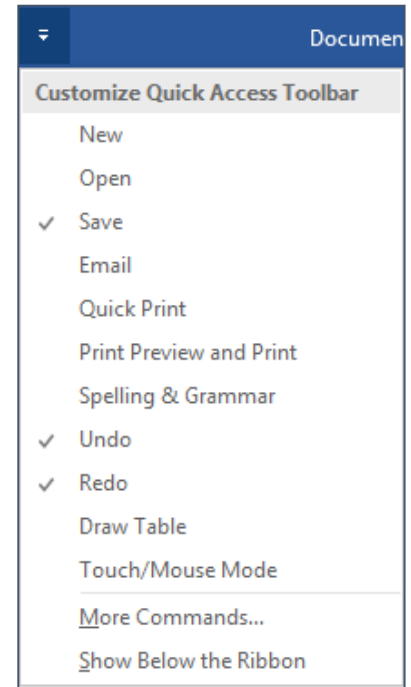 Documen
Customize Quick Access Toolbar
New
Open
Save
Email
Quick Print
Print Preview and Print
Spelling & Grammar
Undo
Redo
Draw Table
Touch/Mouse Mode
More Commands...
Show Below the Ribbon